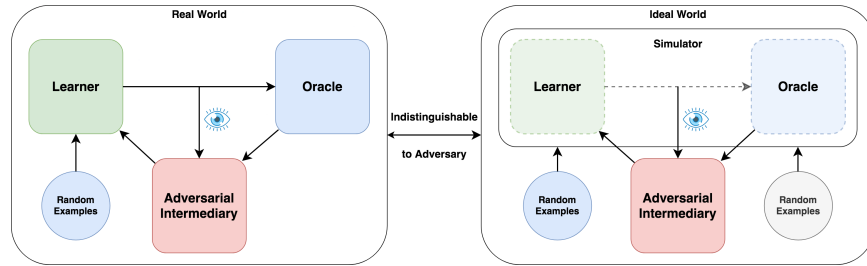 Real World
Learner
Oracle
Random
Examples
Adversarial
Intermediary
Indistinguishable
to Adversary
Ideal World
Simulator
Learner
Oracle
Random
Examples
Adversarial
Intermediary
Random
Examples